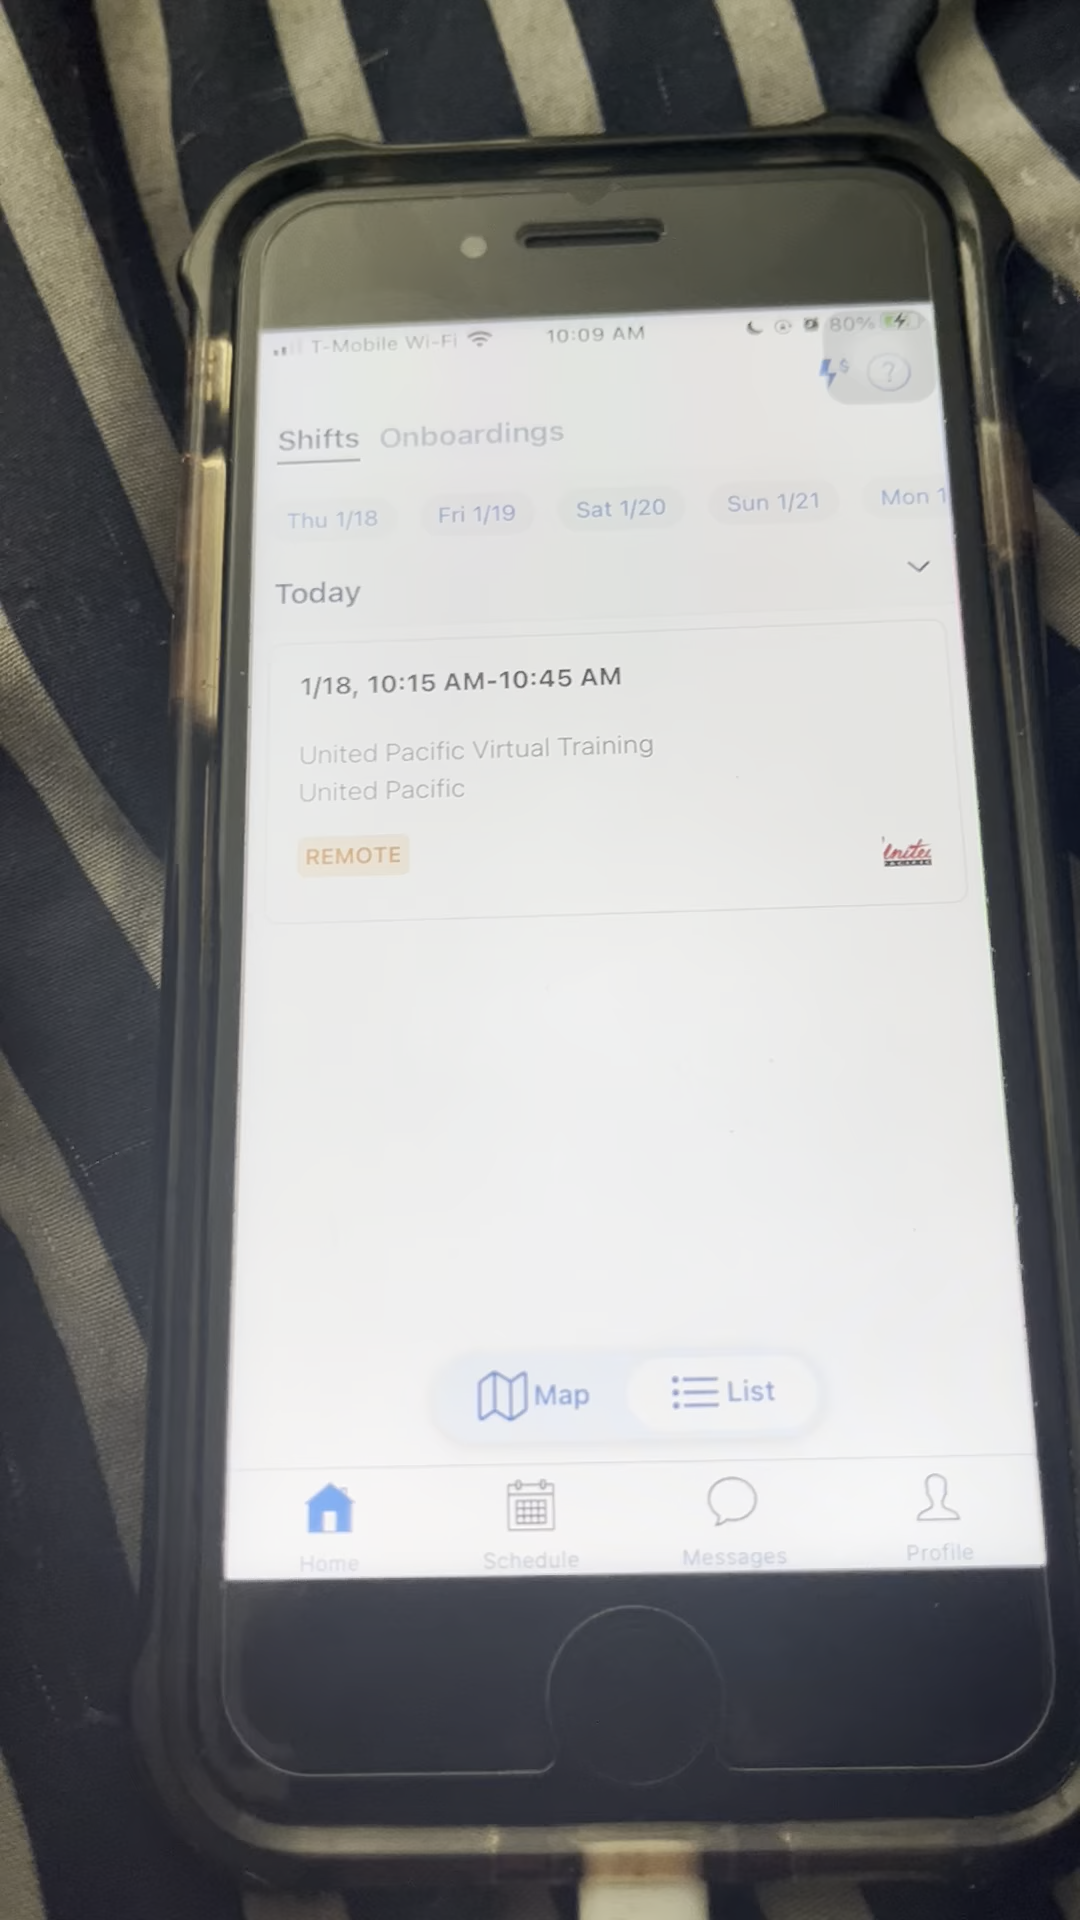 T-Mobile Wi-Fi 10:09 AM 80%
$ ?
Shifts Onboardings
Thu 1/18 Fri 1/19 Sat 1/20 Sun 1/21 Mon 1
Today
1/18, 10:15 AM-10:45 AM
United Pacific Virtual Training
United Pacific
REMOTE
Map List
Home Schedule Messages Profile